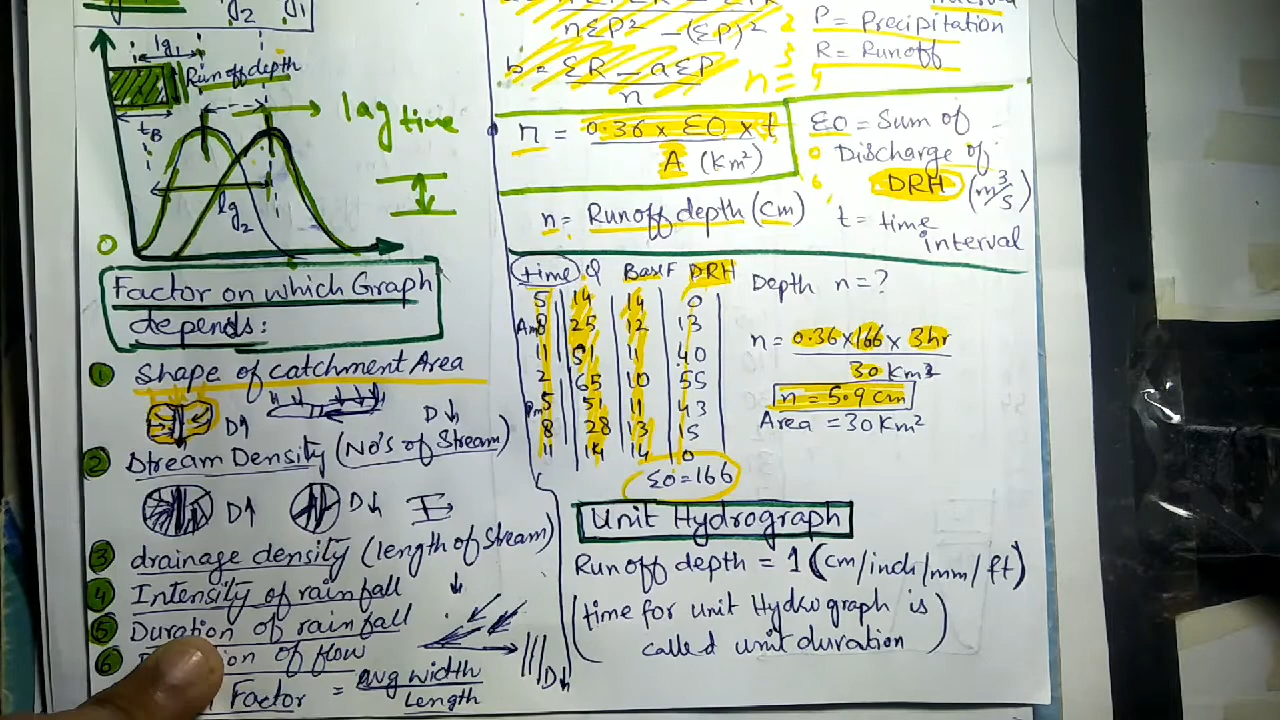 g₂ g₁
lg₁
Runoff depth
tB
lag time
lg₂
0
Factor on which Graph
depends:
① Shape of catchment Area
D↑ D↓
② Stream Density (No's of Stream)
D↑ D↓
③ drainage density (length of Stream)
④ Intensity of rainfall
⑤ Duration of rainfall
⑥ of flow
Factor = avg width / Length
D↓
nΣP² - (ΣP)²
b = ΣR - aΣP / n
n =
P = Precipitation
R = Runoff
n = 0.36 × ΣO × t / A (Km²)
ΣO = Sum of
Discharge of
DRH (m³/s)
n = Runoff depth (cm)
t = time
interval
time Q BaseF DRH
5 14 14 0
Am 8 25 12 13
11 51 11 40
2 65 10 55
Pm 5 51 11 43
8 28 13 15
11 14 14 0
ΣO = 166
Depth n = ?
n = 0.36 × 166 × 3hr
30 Km²
n = 5.9 cm
Area = 30 Km²
Unit Hydrograph
Runoff depth = 1 (cm/inch/mm/ft)
(time for unit Hydrograph is
called unit duration)